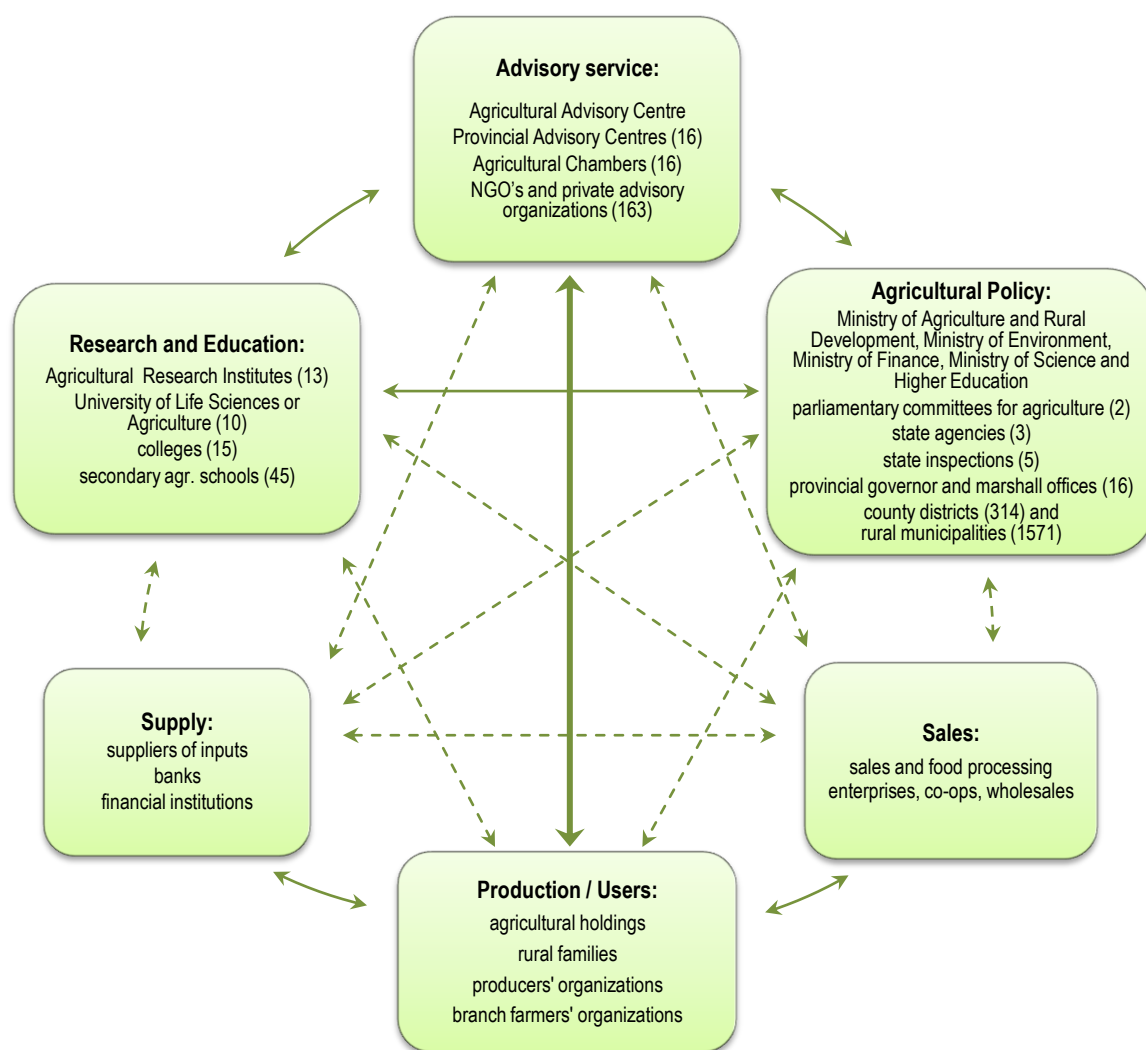 Advisory service:
Agricultural Advisory Centre
Provincial Advisory Centres (16)
Agricultural Chambers (16)
NGO's and private advisory
organizations (163)
Research and Education:
Agricultural Research Institutes (13)
University of Life Sciences or
Agriculture (10)
colleges (15)
secondary agr. schools (45)
Agricultural Policy:
Ministry of Agriculture and Rural
Development, Ministry of Environment,
Ministry of Finance, Ministry of Science and
Higher Education
parliamentary committees for agriculture (2)
state agencies (3)
state inspections (5)
provincial governor and marshall offices (16)
county districts (314) and
rural municipalities (1571)
Supply:
suppliers of inputs
banks
financial institutions
Sales:
sales and food processing
enterprises, co-ops, wholesales
Production / Users:
agricultural holdings
rural families
producers' organizations
branch farmers' organizations